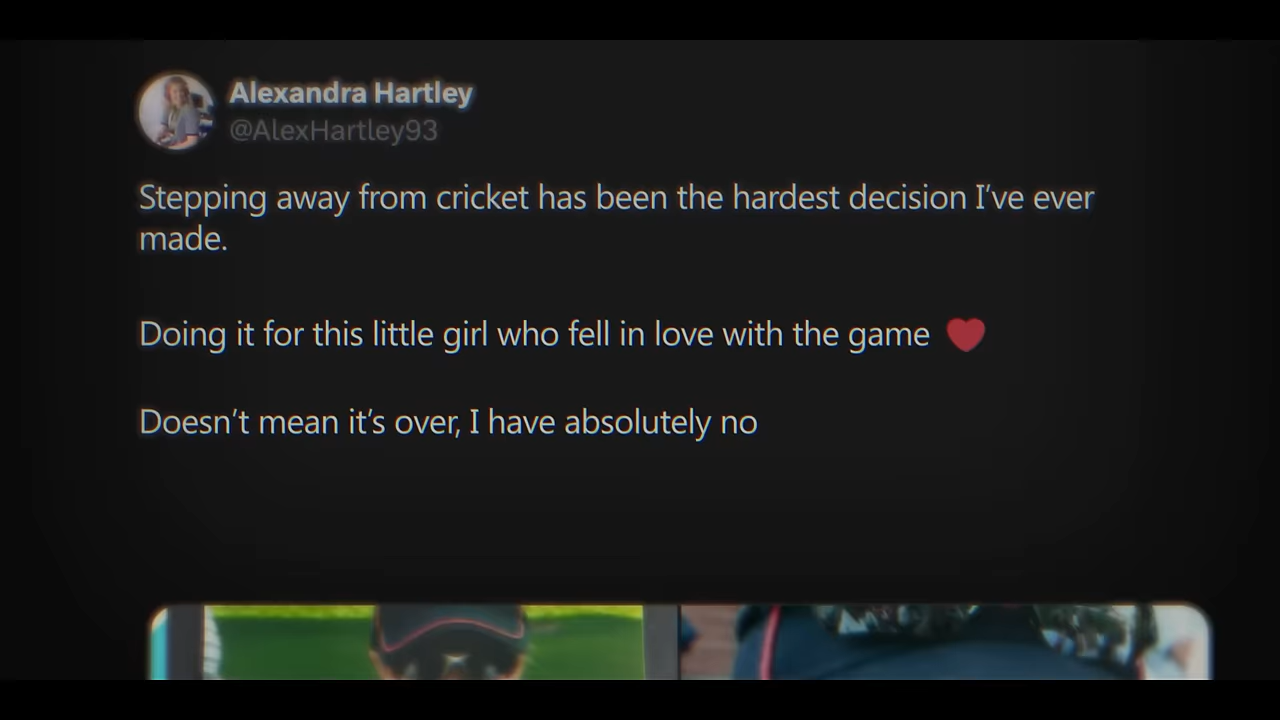 Alexandra Hartley
@AlexHartley93
Stepping away from cricket has been the hardest decision I’ve ever
made.
Doing it for this little girl who fell in love with the game ❤️
Doesn’t mean it’s over, I have absolutely no